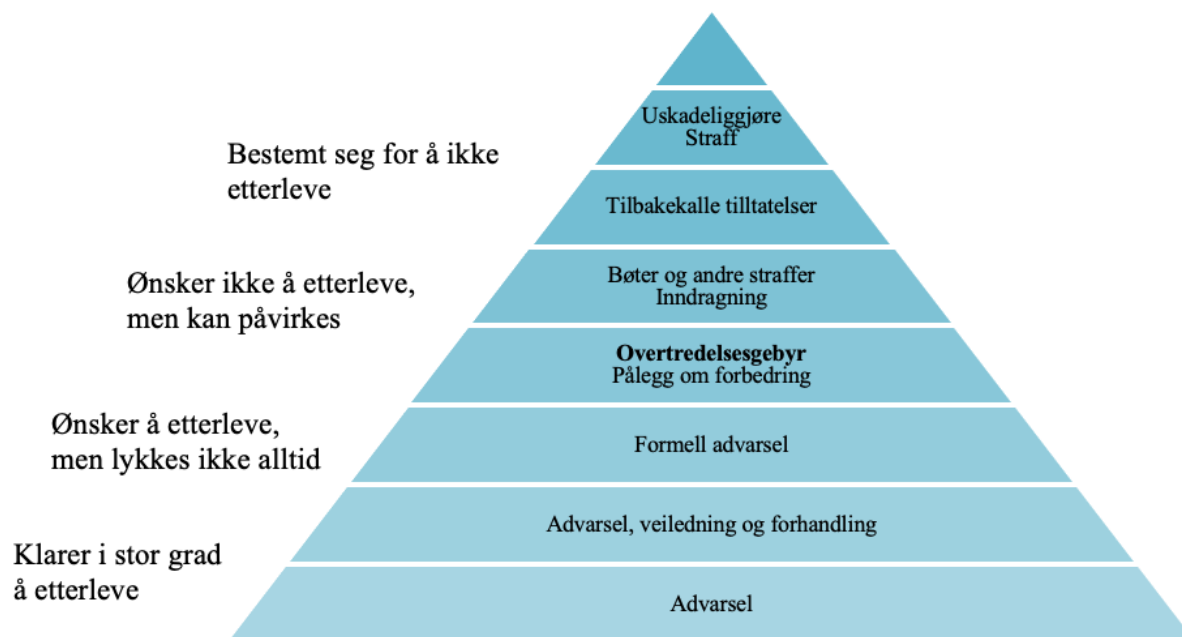 Uskadeliggjøre
Straff
Bestemt seg for å ikke
etterleve
Tilbakekalle tilltatelser
Ønsker ikke å etterleve,
men kan påvirkes
Bøter og andre straffer
Inndragning
Overtredelsesgebyr
Pålegg om forbedring
Ønsker å etterleve,
men lykkes ikke alltid
Formell advarsel
Advarsel, veiledning og forhandling
Klarer i stor grad
å etterleve
Advarsel